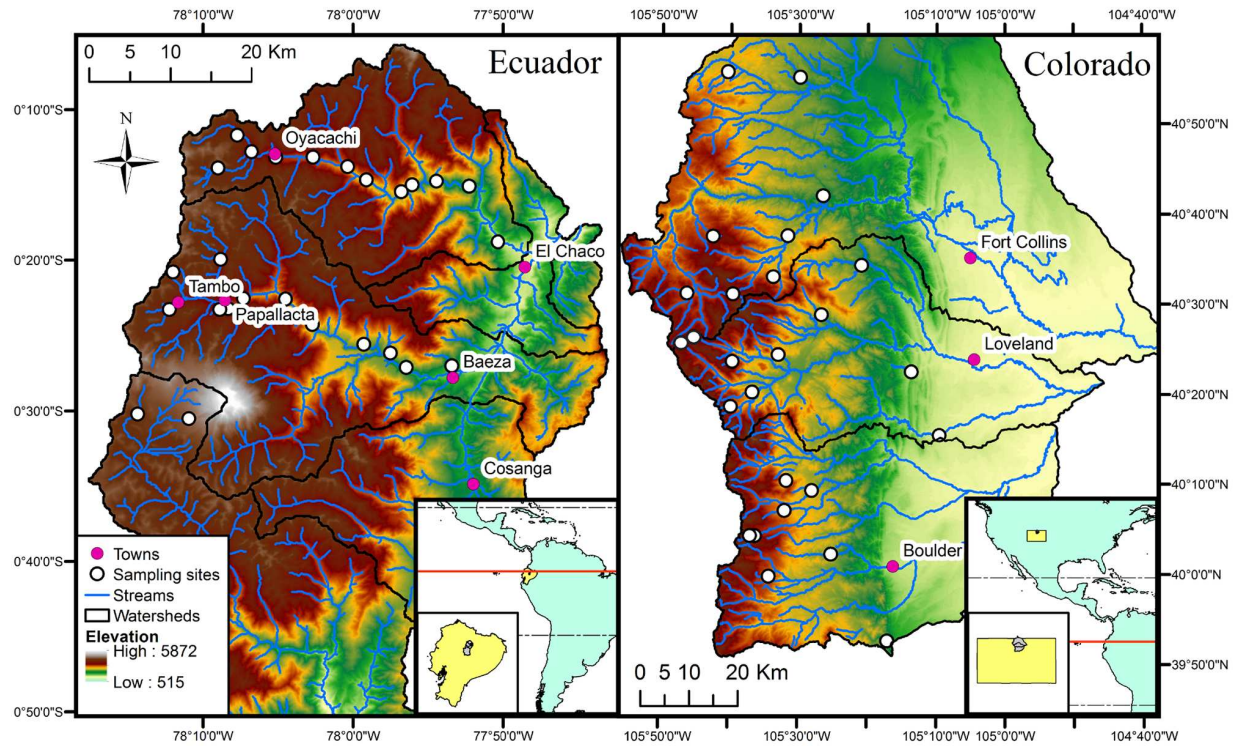 78°10'0"W 78°0'0"W 77°50'0"W 105°50'0"W 105°30'0"W 105°10'0"W 105°0'0"W 104°40'0"W
0 5 10 20 Km
Ecuador
Colorado
N
0°10'0"S
0°20'0"S
0°30'0"S
0°40'0"S
0°50'0"S
Oyacachi
El Chaco
Tambo
Papallacta
Baeza
Cosanga
Towns
Sampling sites
Streams
Watersheds
Elevation
High : 5872
Low : 515
Fort Collins
Loveland
Boulder
0 5 10 20 Km
40°50'0"N
40°40'0"N
40°30'0"N
40°20'0"N
40°10'0"N
40°0'0"N
39°50'0"N
78°10'0"W 78°0'0"W 77°50'0"W 105°50'0"W 105°30'0"W 105°10'0"W 105°0'0"W 104°40'0"W